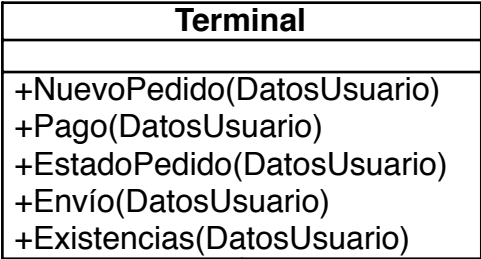 Terminal
+NuevoPedido(DatosUsuario)
+Pago(DatosUsuario)
+EstadoPedido(DatosUsuario)
+Envío(DatosUsuario)
+Existencias(DatosUsuario)